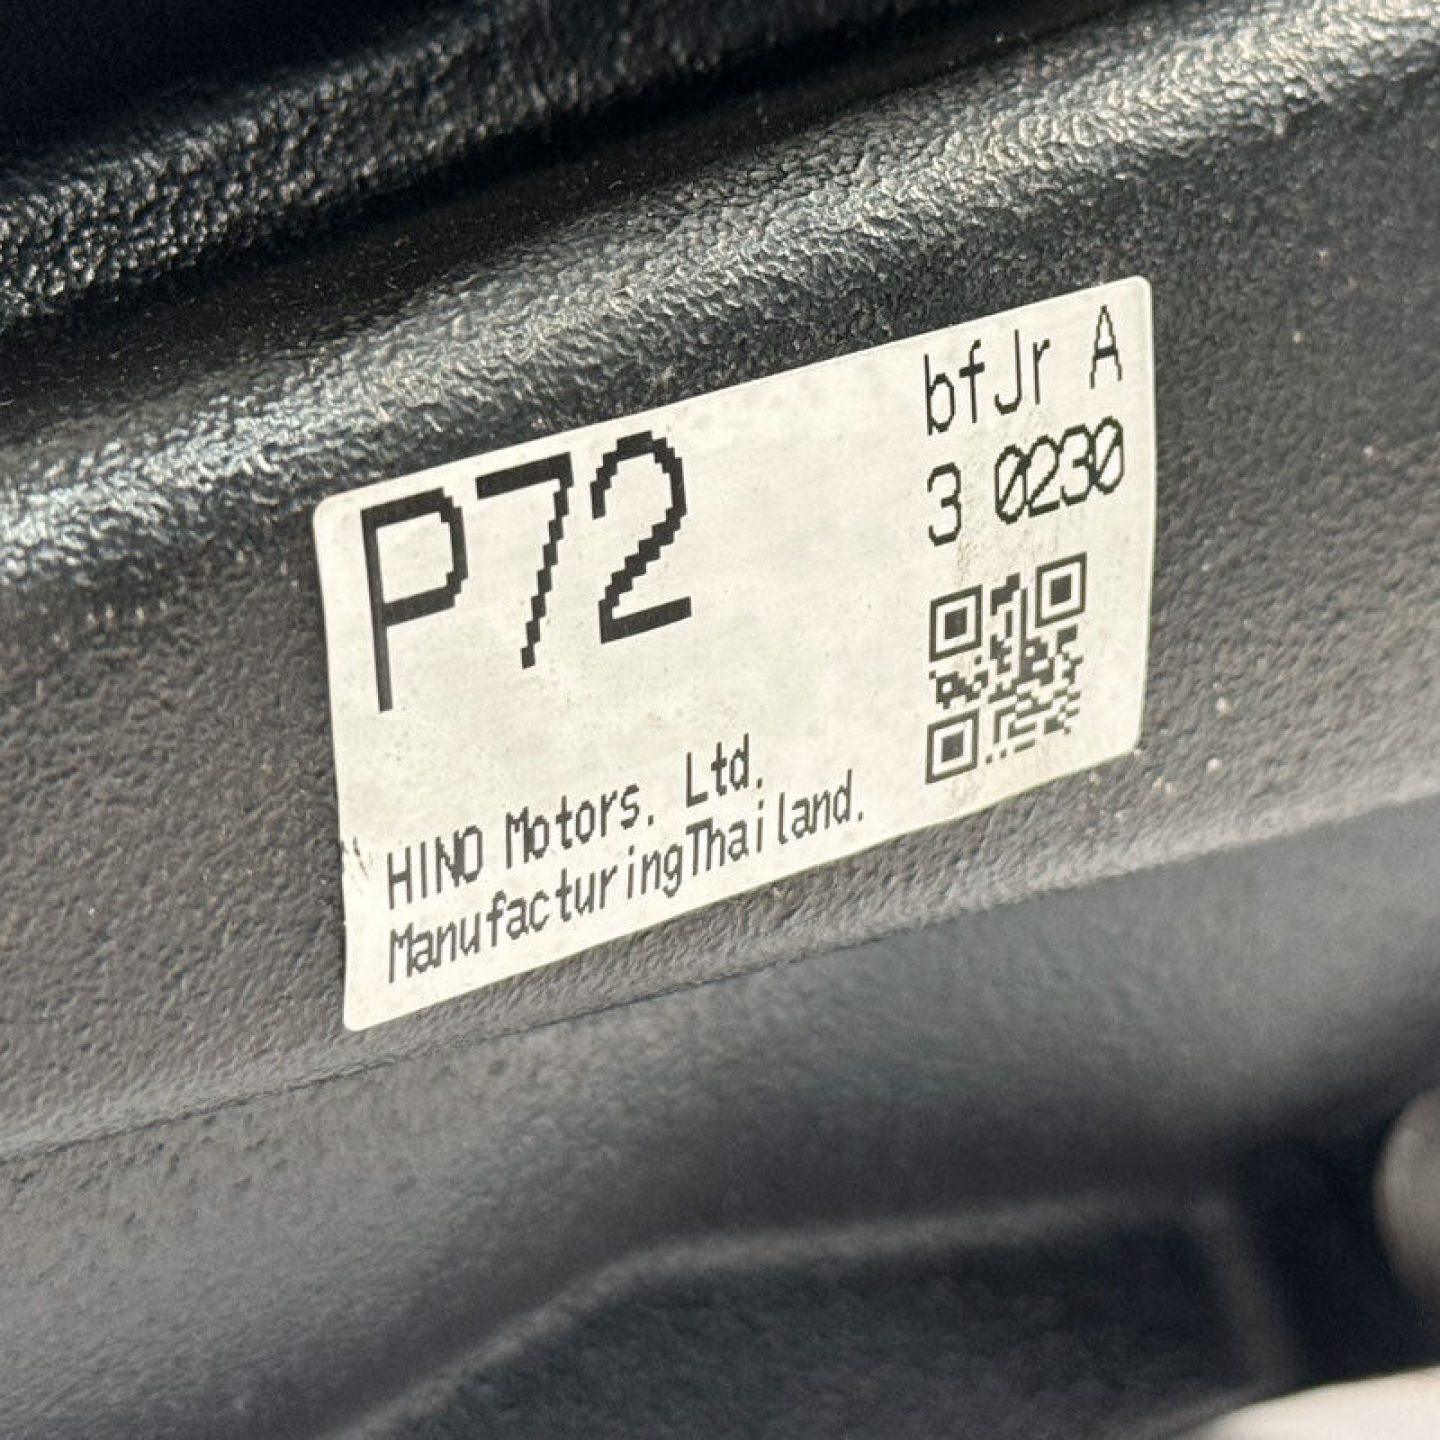 P72
bfJr A
3 0230
HINO Motors. Ltd.
ManufacturingThailand.